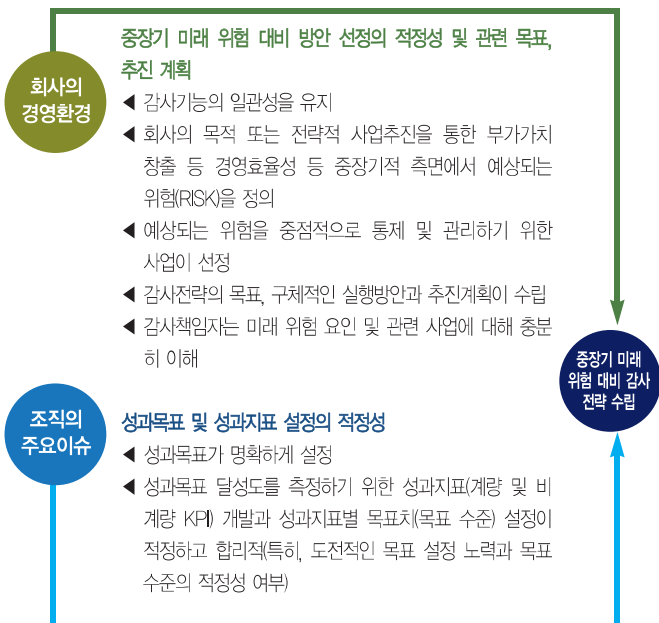 회사의
경영환경
중장기 미래 위험 대비 방안 선정의 적정성 및 관련 목표,
추진 계획
◀ 감사기능의 일관성을 유지
◀ 회사의 목적 또는 전략적 사업추진을 통한 부가가치
창출 등 경영효율성 등 중장기적 측면에서 예상되는
위험(RISK)을 정의
◀ 예상되는 위험을 중점적으로 통제 및 관리하기 위한
사업이 선정
◀ 감사전략의 목표, 구체적인 실행방안과 추진계획이 수립
◀ 감사책임자는 미래 위험 요인 및 관련 사업에 대해 충분
히 이해
중장기 미래
위험 대비 감사
전략 수립
조직의
주요이슈
성과목표 및 성과지표 설정의 적정성
◀ 성과목표가 명확하게 설정
◀ 성과목표 달성도를 측정하기 위한 성과지표(계량 및 비
계량 KPI) 개발과 성과지표별 목표치(목표 수준) 설정이
적정하고 합리적(특히, 도전적인 목표 설정 노력과 목표
수준의 적정성 여부)